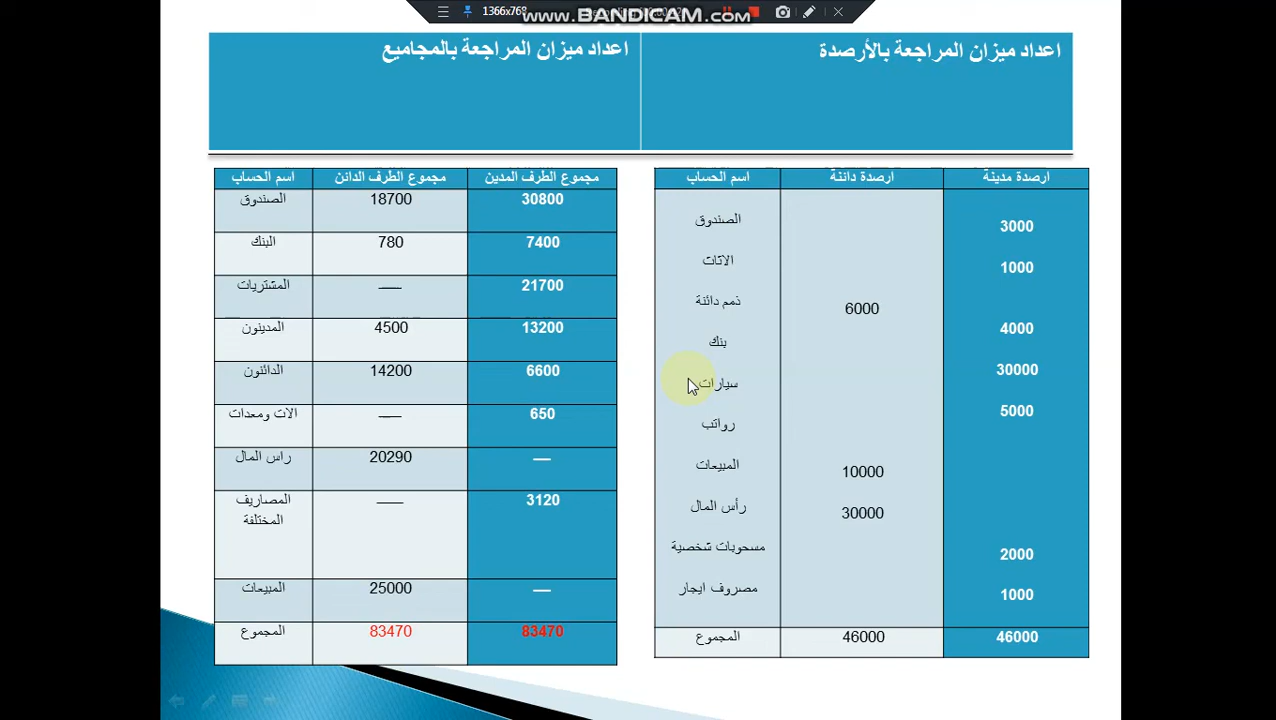 1366x768
www.BANDICAM.com
اعداد ميزان المراجعة بالأرصدة
اعداد ميزان المراجعة بالمجاميع
ارصدة مدينة ارصدة دائنة اسم الحساب
3000 الصندوق
1000 الاثاث
6000 ذمم دائنة
4000 بنك
30000 سيارات
5000 رواتب
10000 المبيعات
30000 رأس المال
2000 مسحوبات شخصية
1000 مصروف ايجار
46000 46000 المجموع
مجموع الطرف المدين مجموع الطرف الدائن اسم الحساب
30800 18700 الصندوق
7400 780 البنك
21700 — المشتريات
13200 4500 المدينون
6600 14200 الدائنون
650 — الات ومعدات
— 20290 راس المال
3120 — المصاريف
المختلفة
— 25000 المبيعات
83470 83470 المجموع